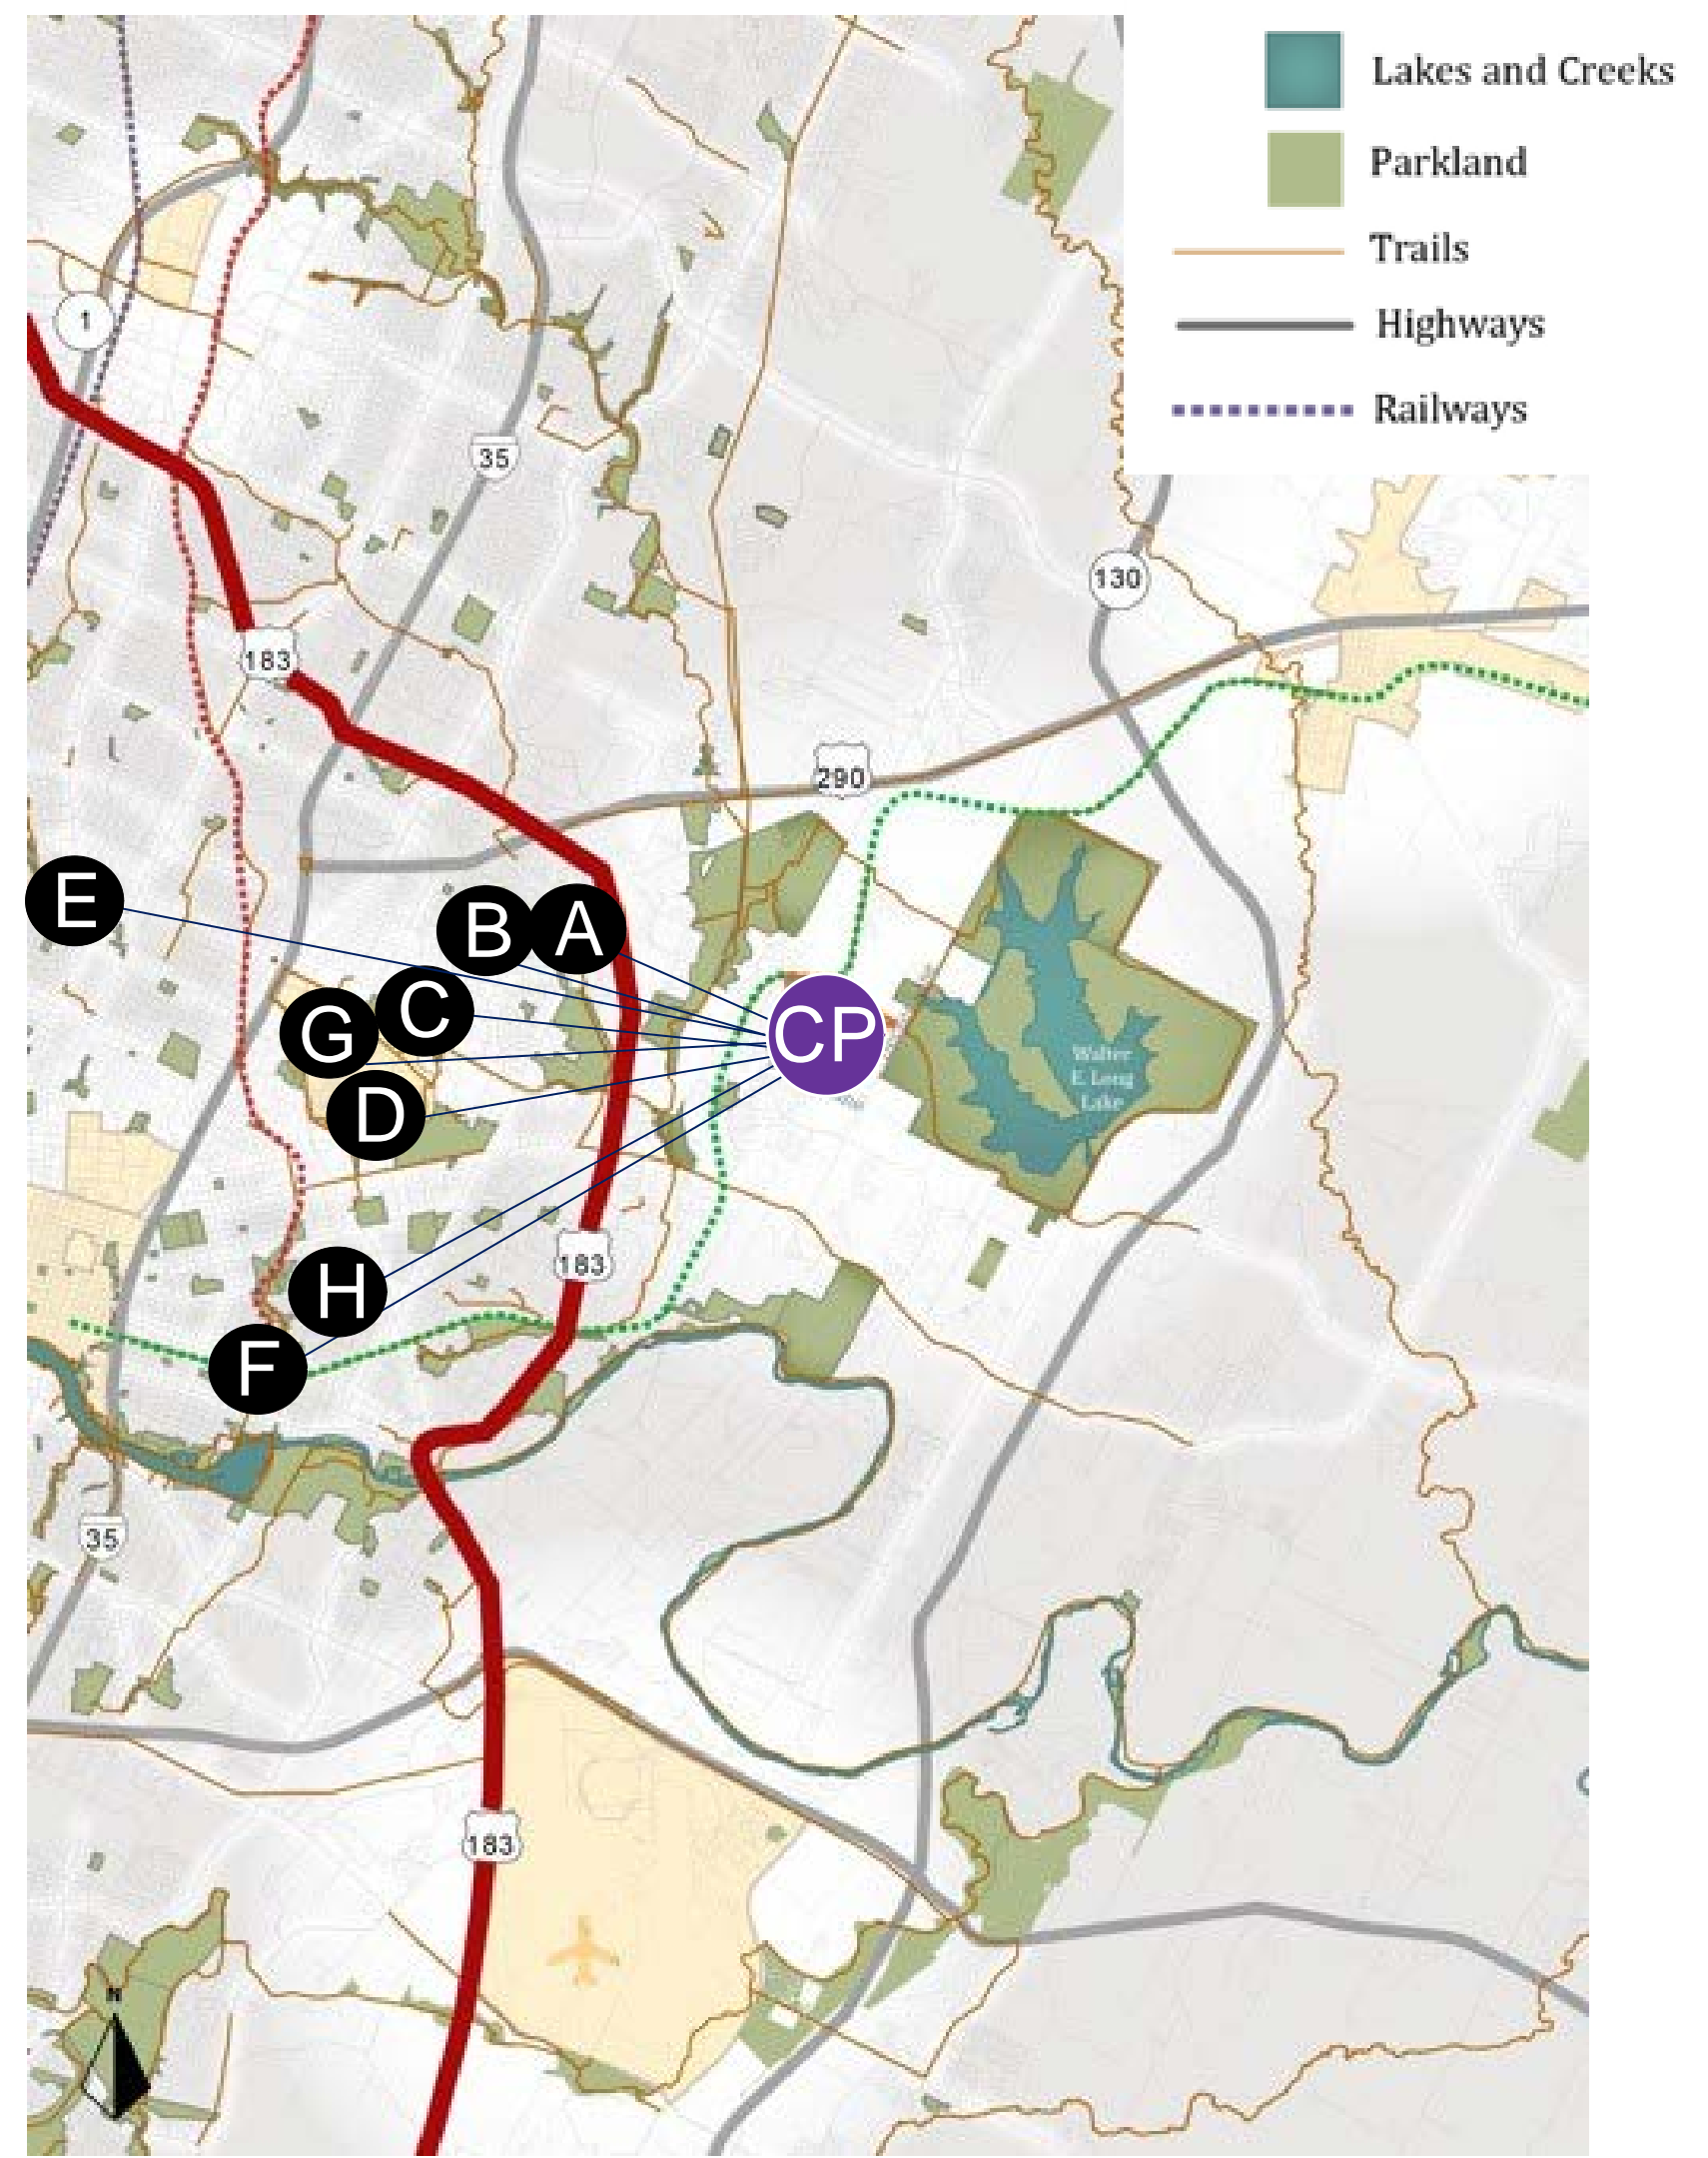 Lakes and Creeks
Parkland
Trails
1
Highways
Railways
35
130
183
290
E
B
A
C
G
CP
Walter
E. Long
Lake
D
183
H
F
35
183
N